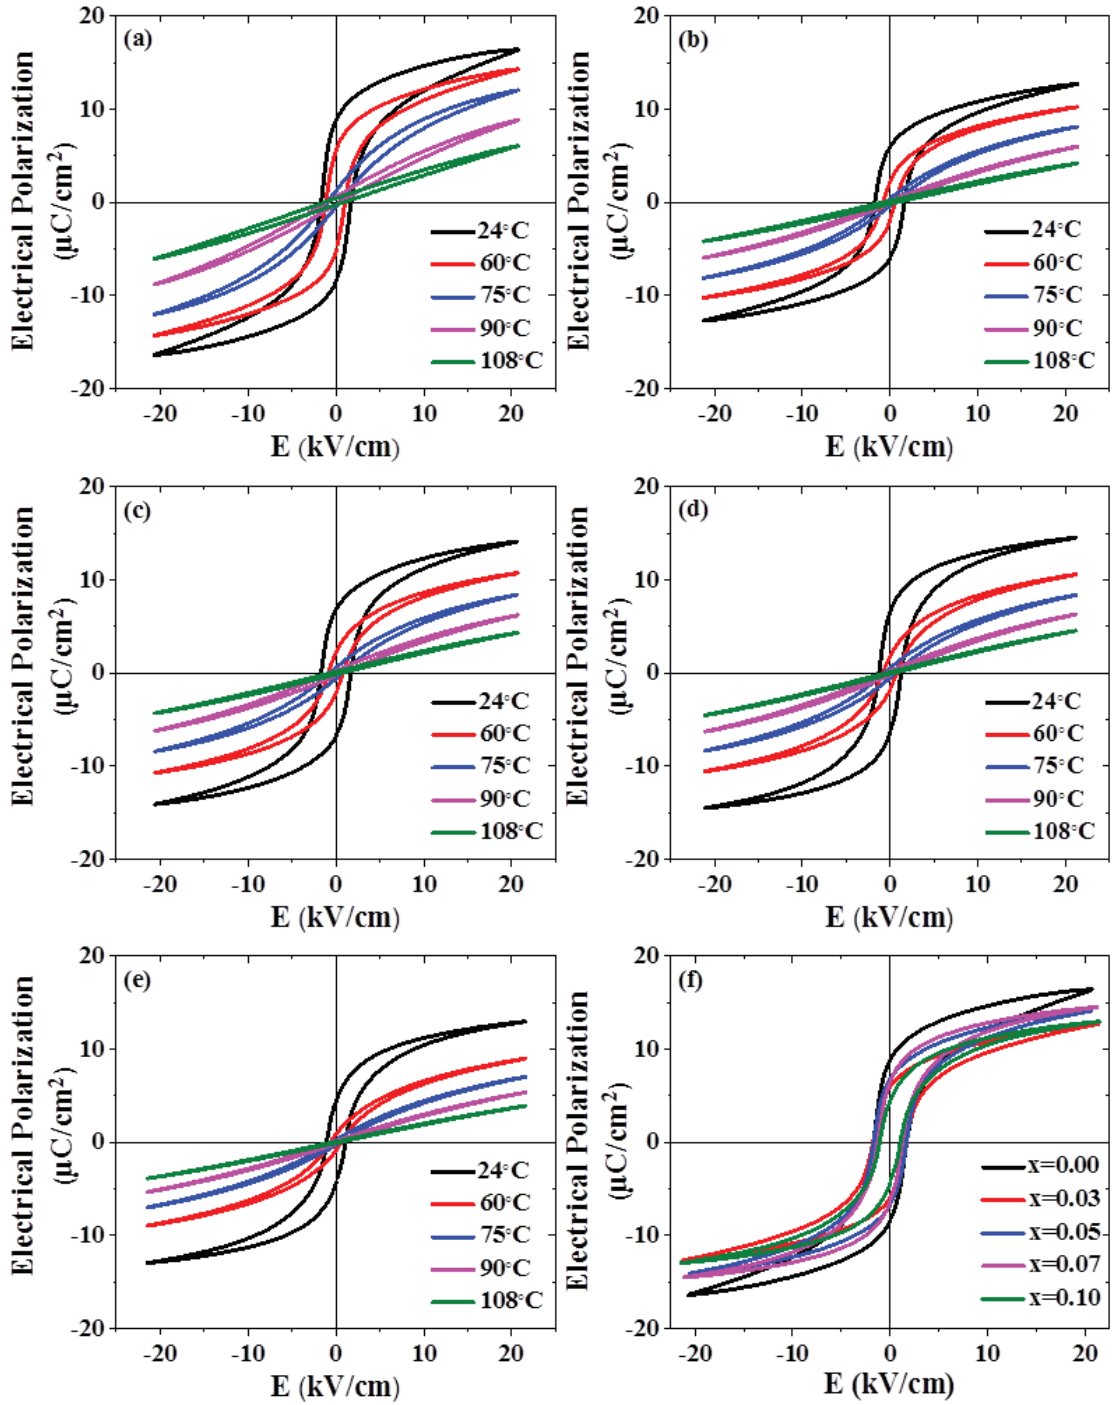 (a)
Electrical Polarization
(μC/cm²)
20
10
0
-10
-20
24°C
60°C
75°C
90°C
108°C
-20 -10 0 10 20
E (kV/cm)
(b)
Electrical Polarization
(μC/cm²)
20
10
0
-10
-20
24°C
60°C
75°C
90°C
108°C
-20 -10 0 10 20
E (kV/cm)
(c)
Electrical Polarization
(μC/cm²)
20
10
0
-10
-20
24°C
60°C
75°C
90°C
108°C
-20 -10 0 10 20
E (kV/cm)
(d)
Electrical Polarization
(μC/cm²)
20
10
0
-10
-20
24°C
60°C
75°C
90°C
108°C
-20 -10 0 10 20
E (kV/cm)
(e)
Electrical Polarization
(μC/cm²)
20
10
0
-10
-20
24°C
60°C
75°C
90°C
108°C
-20 -10 0 10 20
E (kV/cm)
(f)
Electrical Polarization
(μC/cm²)
20
10
0
-10
-20
x=0.00
x=0.03
x=0.05
x=0.07
x=0.10
-20 -10 0 10 20
E (kV/cm)